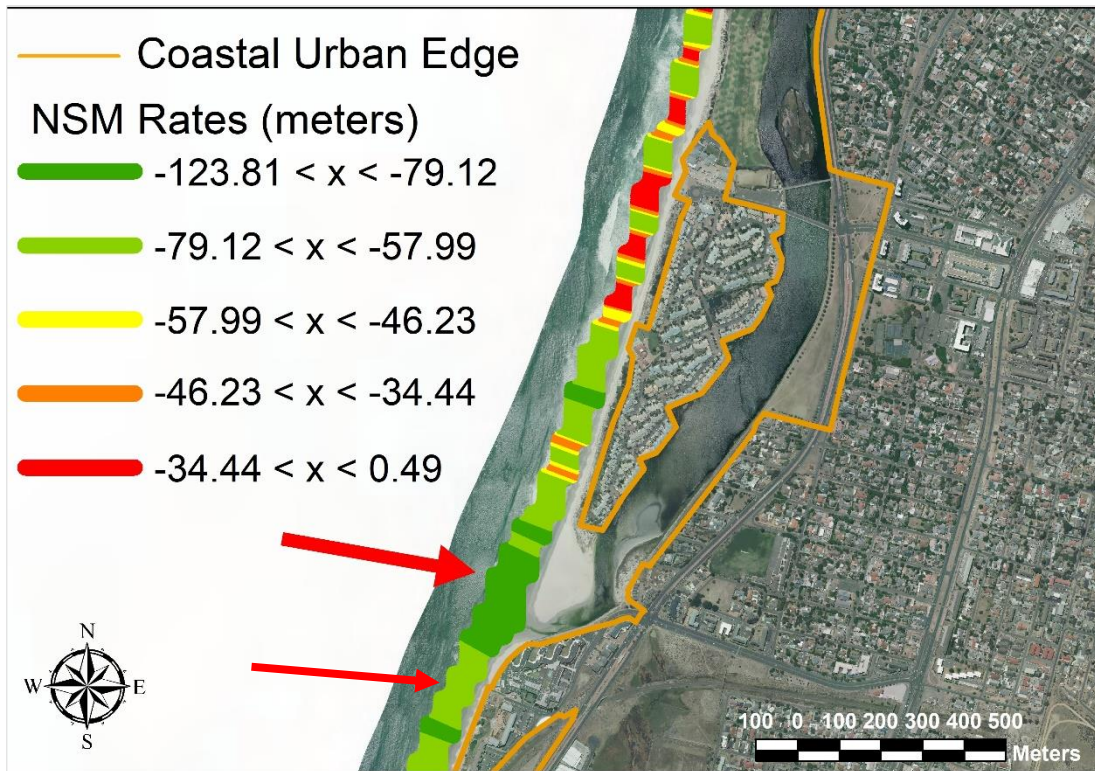 Coastal Urban Edge
NSM Rates (meters)
-123.81 < x < -79.12
-79.12 < x < -57.99
-57.99 < x < -46.23
-46.23 < x < -34.44
-34.44 < x < 0.49
N
W E
S
100 0 100 200 300 400 500
Meters